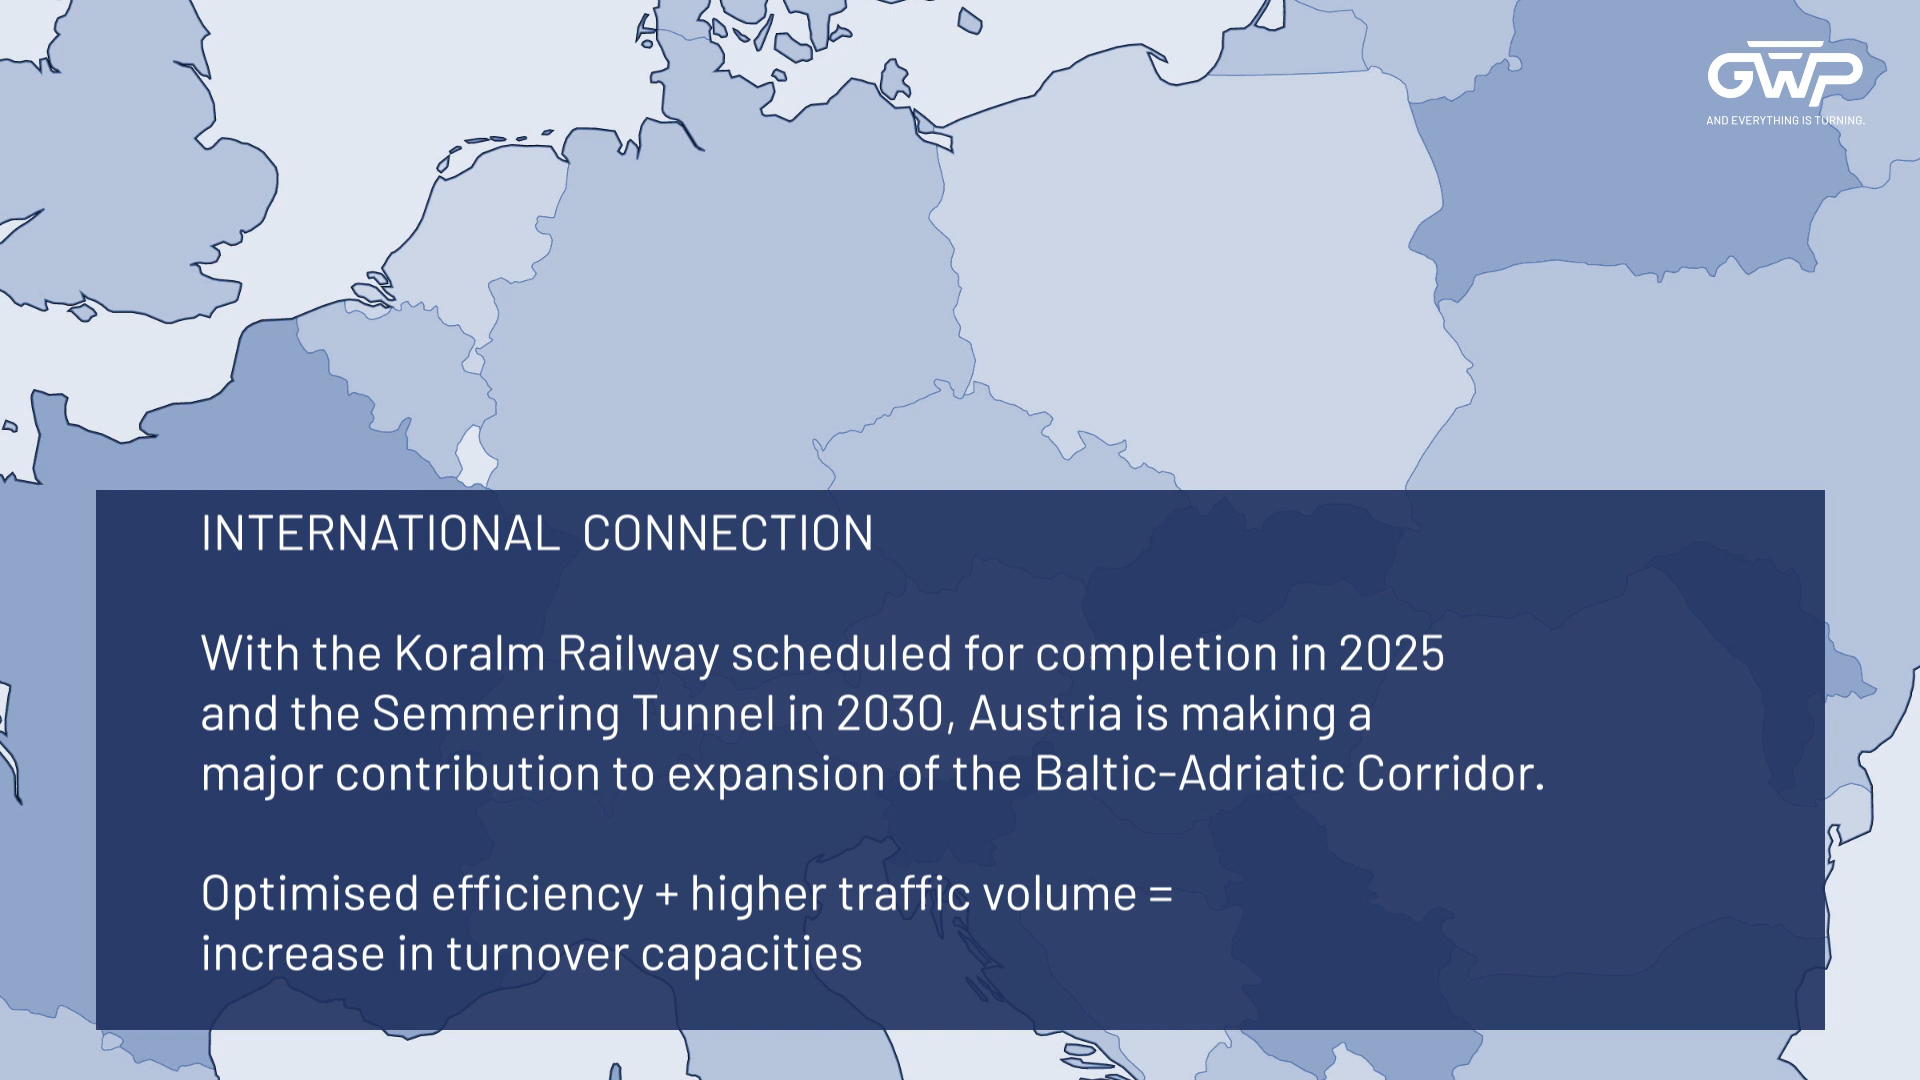 GWP
AND EVERYTHING IS TURNING.
INTERNATIONAL CONNECTION
With the Koralm Railway scheduled for completion in 2025
and the Semmering Tunnel in 2030, Austria is making a
major contribution to expansion of the Baltic-Adriatic Corridor.
Optimised efficiency + higher traffic volume =
increase in turnover capacities